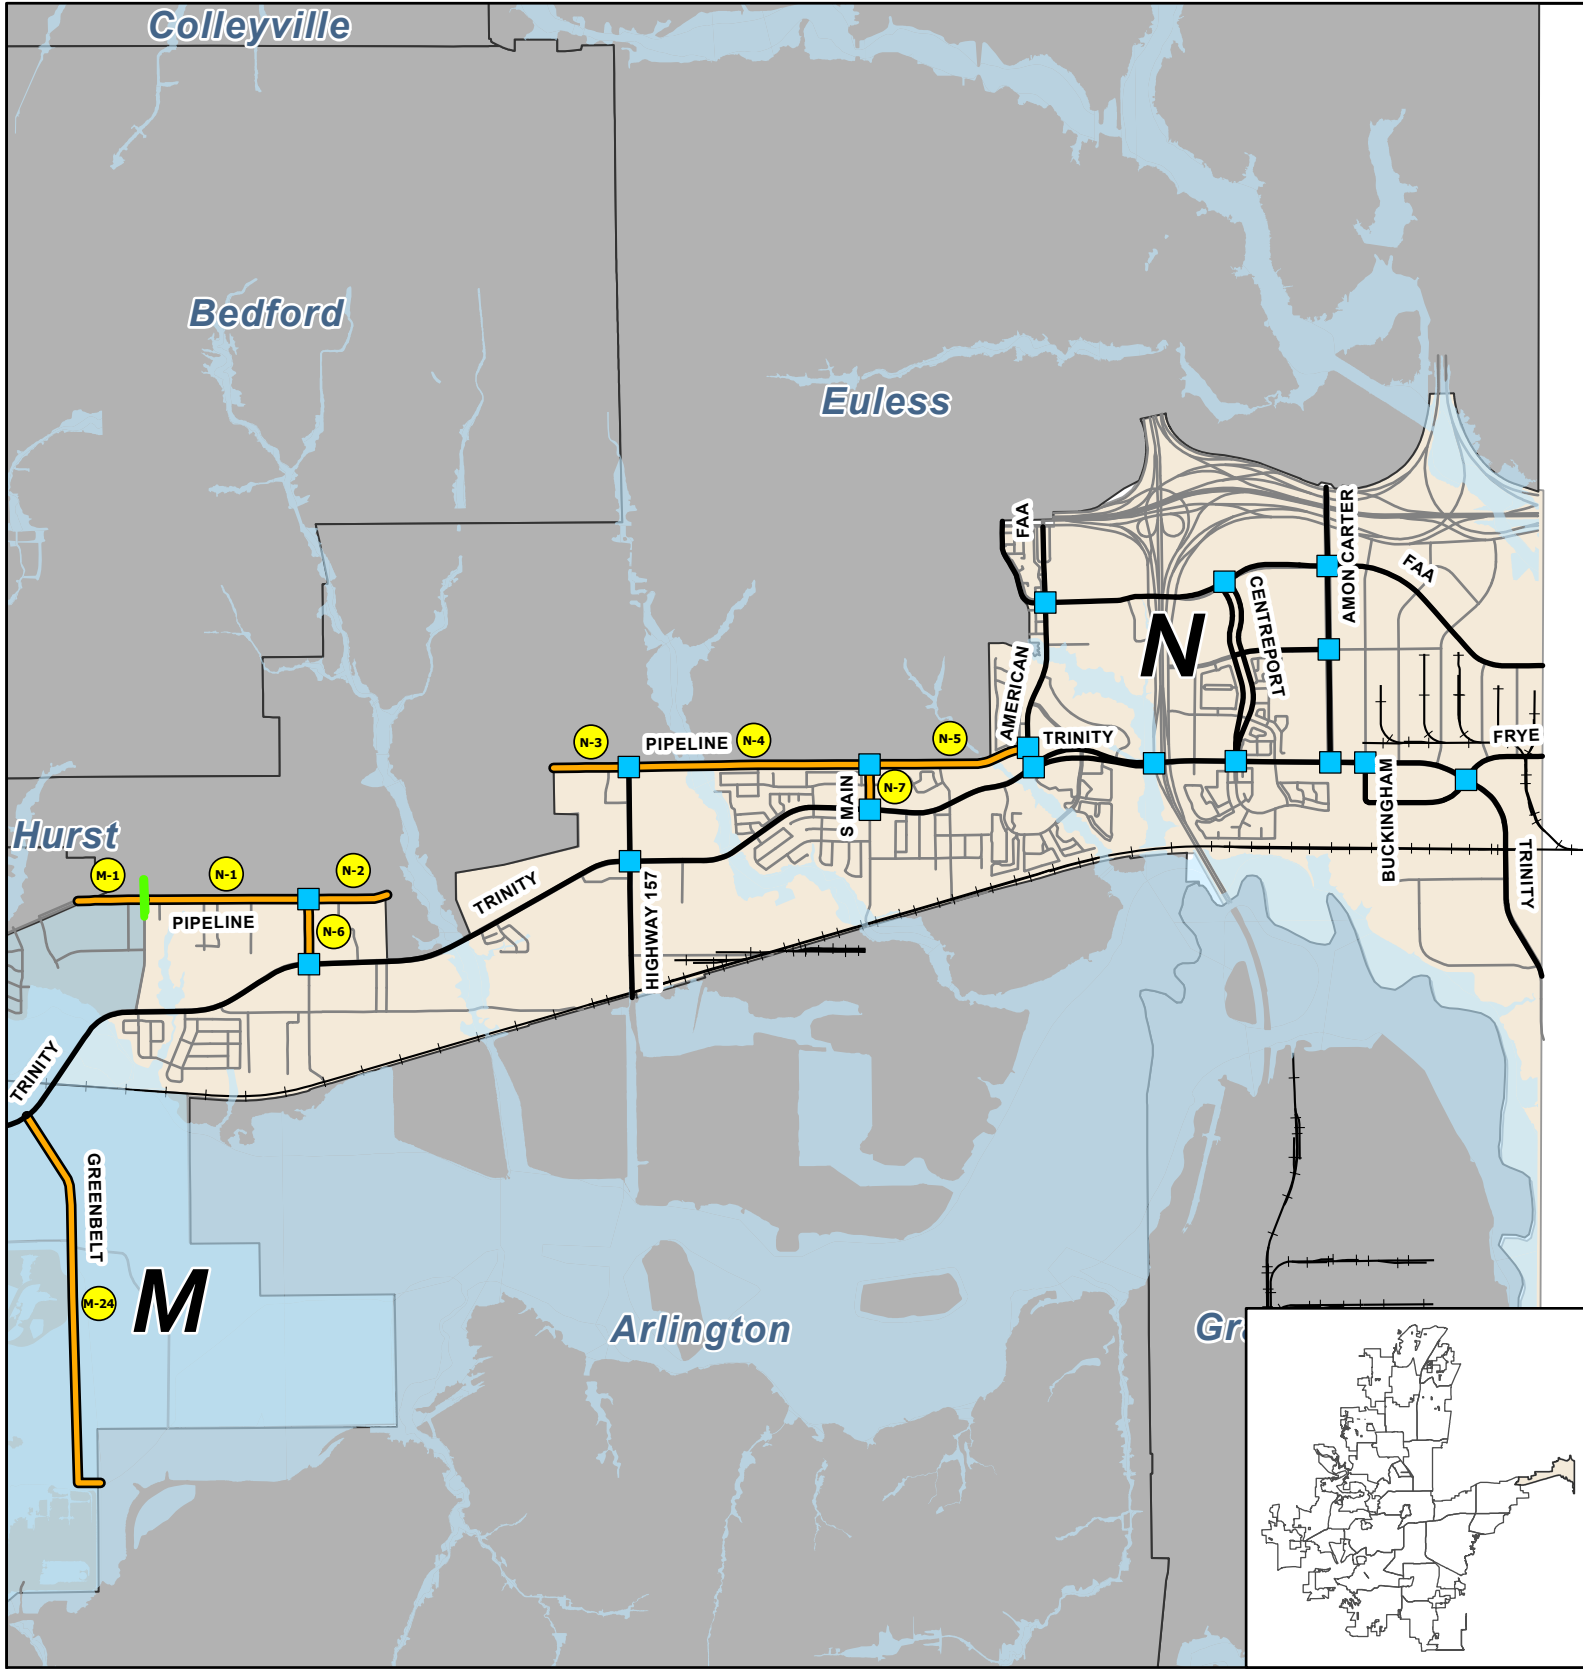 Colleyville
Bedford
Euless
FAA
AMON CARTER
FAA
CENTREPORT
N
AMERICAN
N-3
PIPELINE
N-4
N-5
TRINITY
FRYE
N-7
S MAIN
BUCKINGHAM
Hurst
M-1
N-1
N-2
TRINITY
TRINITY
PIPELINE
N-6
HIGHWAY 157
TRINITY
GREENBELT
M-24
M
Arlington